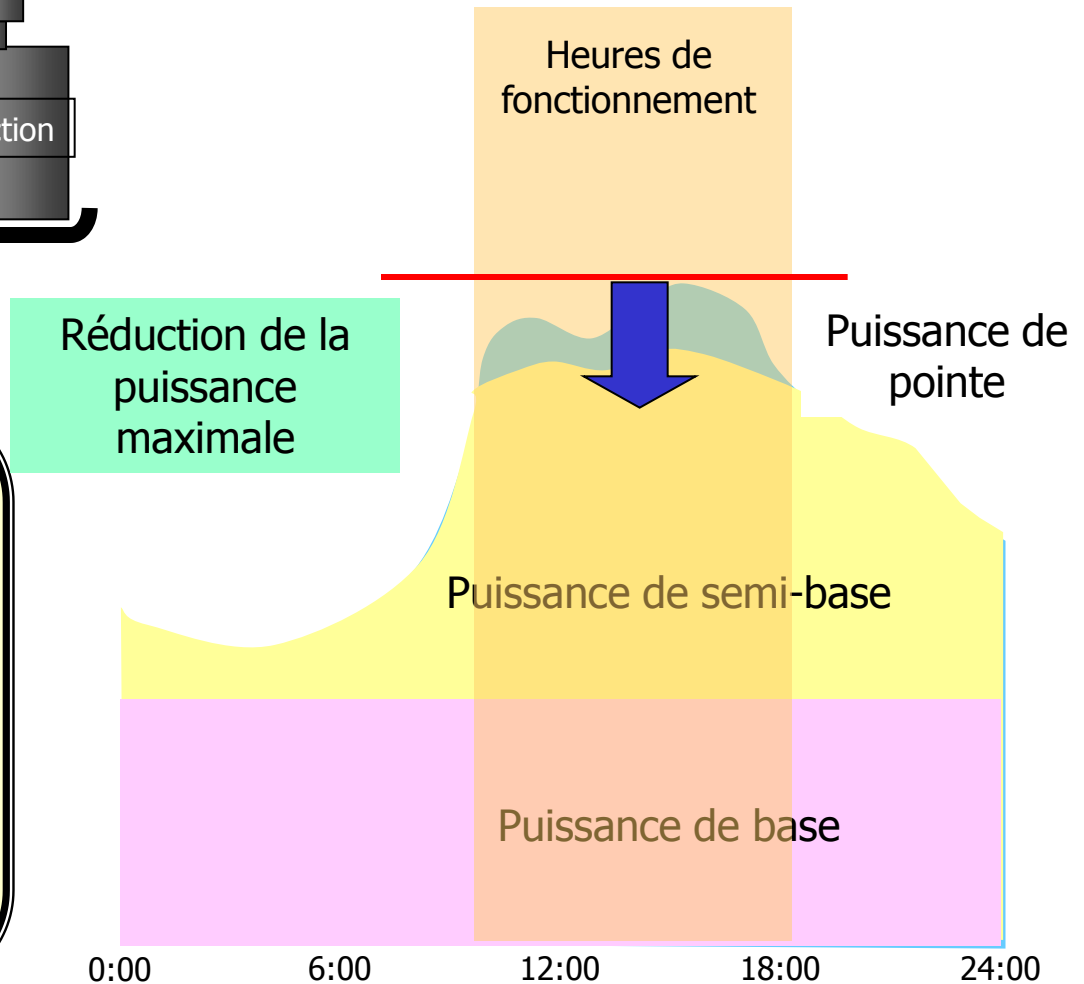 Heures de
fonctionnement
ction
Réduction de la
puissance
maximale
Puissance de
pointe
Puissance de semi-base
Puissance de base
0:00 6:00 12:00 18:00 24:00